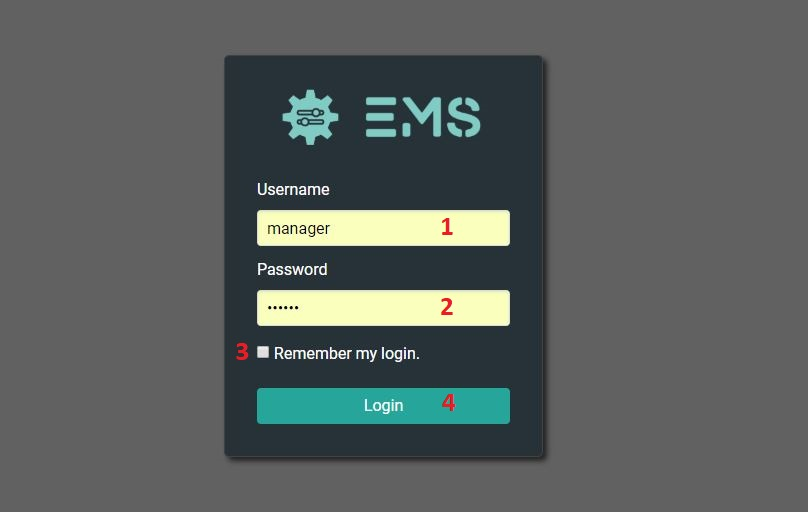 EMS
Username
manager 1
Password
•••••• 2
3 Remember my login.
Login 4